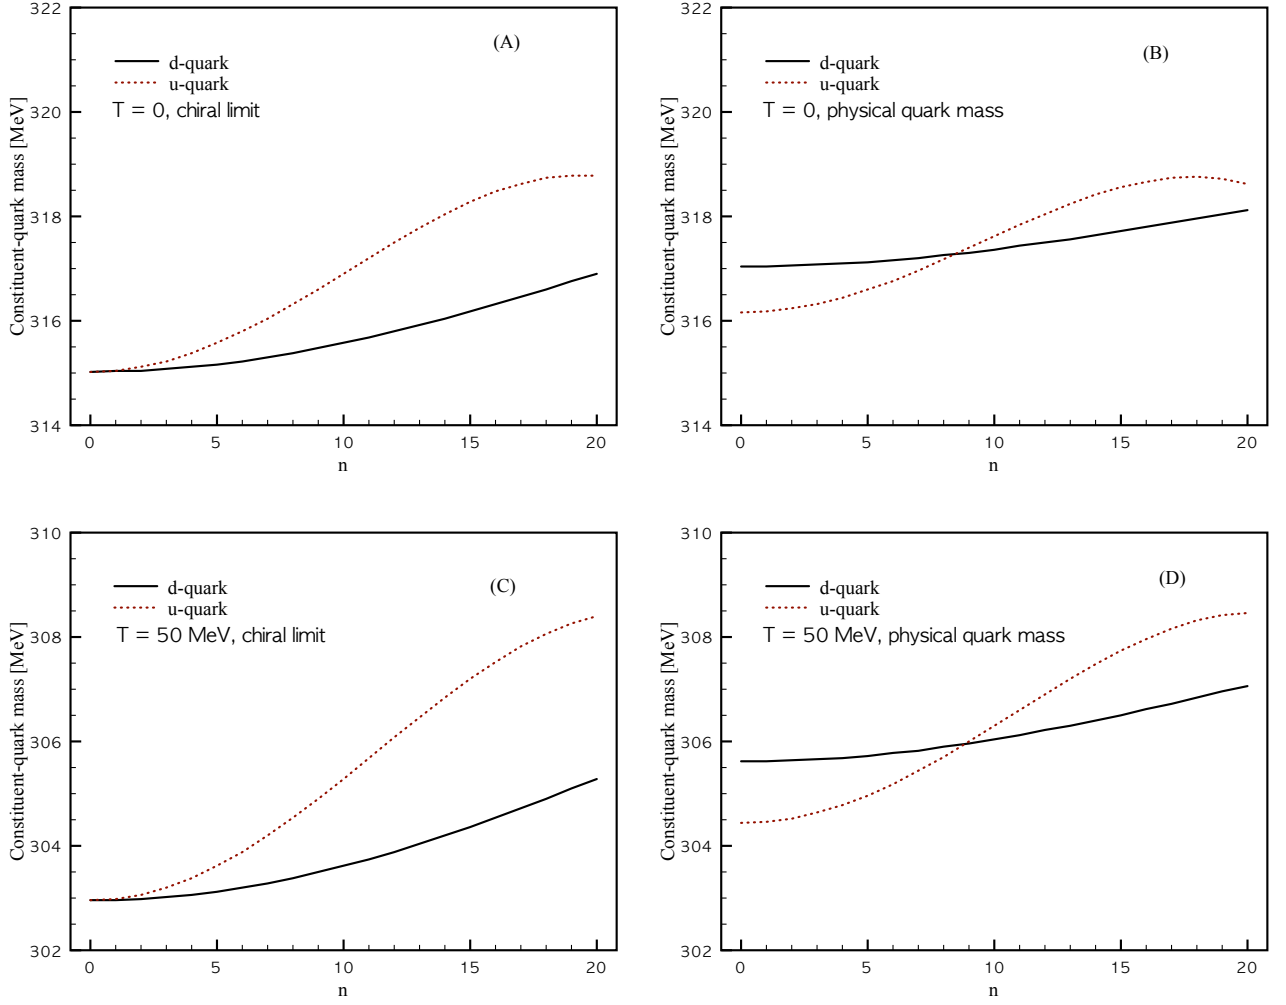 (A)
d-quark
u-quark
T = 0, chiral limit
Constituent-quark mass [MeV]
322
320
318
316
314
0 5 10 15 20
n
(B)
d-quark
u-quark
T = 0, physical quark mass
Constituent-quark mass [MeV]
322
320
318
316
314
0 5 10 15 20
n
(C)
d-quark
u-quark
T = 50 MeV, chiral limit
Constituent-quark mass [MeV]
310
308
306
304
302
0 5 10 15 20
n
(D)
d-quark
u-quark
T = 50 MeV, physical quark mass
Constituent-quark mass [MeV]
310
308
306
304
302
0 5 10 15 20
n